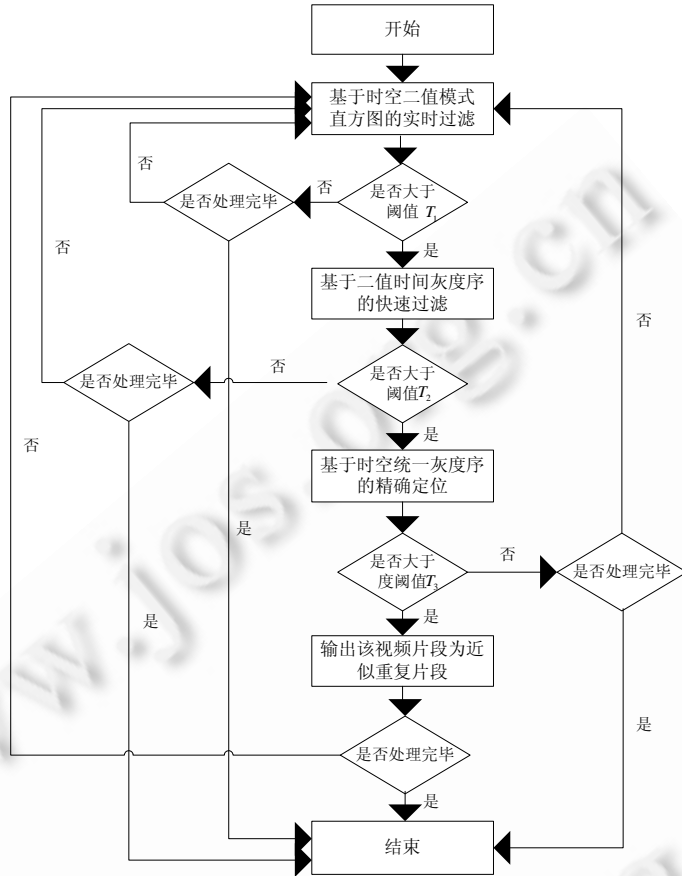 开始
基于时空二值模式
直方图的实时过滤
否
是否处理完毕
否
是否大于
阈值 T₁
是
否
基于二值时间灰度序
的快速过滤
否
是否处理完毕
否
是否大于
阈值T₂
是
否
基于时空统一灰度序
的精确定位
是
是否大于
度阈值T₃
否
是否处理完毕
是
是
输出该视频片段为近
似重复片段
是
是否处理完毕
是
结束
www.jos.org.cn